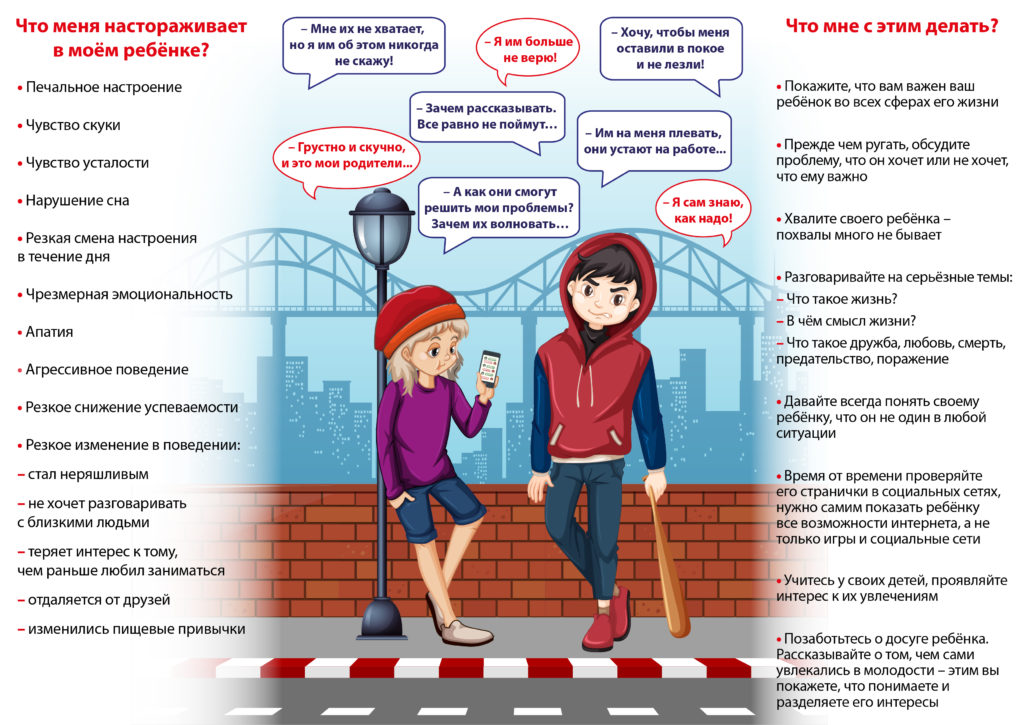 Что меня настораживает
в моём ребёнке?
• Печальное настроение
• Чувство скуки
• Чувство усталости
• Нарушение сна
• Резкая смена настроения
в течение дня
• Чрезмерная эмоциональность
• Апатия
• Агрессивное поведение
• Резкое снижение успеваемости
• Резкое изменение в поведении:
– стал неряшливым
– не хочет разговаривать
с близкими людьми
– теряет интерес к тому,
чем раньше любил заниматься
– отдаляется от друзей
– изменились пищевые привычки
– Мне их не хватает,
но я им об этом никогда
не скажу!
– Я им больше
не верю!
– Хочу, чтобы меня
оставили в покое
и не лезли!
– Зачем рассказывать.
Все равно не поймут...
– Им на меня плевать,
они устают на работе...
– Грустно и скучно,
и это мои родители...
– А как они смогут
решить мои проблемы?
Зачем их волновать...
– Я сам знаю,
как надо!
Что мне с этим делать?
• Покажите, что вам важен ваш
ребёнок во всех сферах его жизни
• Прежде чем ругать, обсудите
проблему, что он хочет или не хочет,
что ему важно
• Хвалите своего ребёнка –
похвалы много не бывает
• Разговаривайте на серьёзные темы:
– Что такое жизнь?
– В чём смысл жизни?
– Что такое дружба, любовь, смерть,
предательство, поражение
• Давайте всегда понять своему
ребёнку, что он не один в любой
ситуации
• Время от времени проверяйте
его странички в социальных сетях,
нужно самим показать ребёнку
все возможности интернета, а не
только игры и социальные сети
• Учитесь у своих детей, проявляйте
интерес к их увлечениям
• Позаботьтесь о досуге ребёнка.
Рассказывайте о том, чем сами
увлекались в молодости – этим вы
покажете, что понимаете и
разделяете его интересы